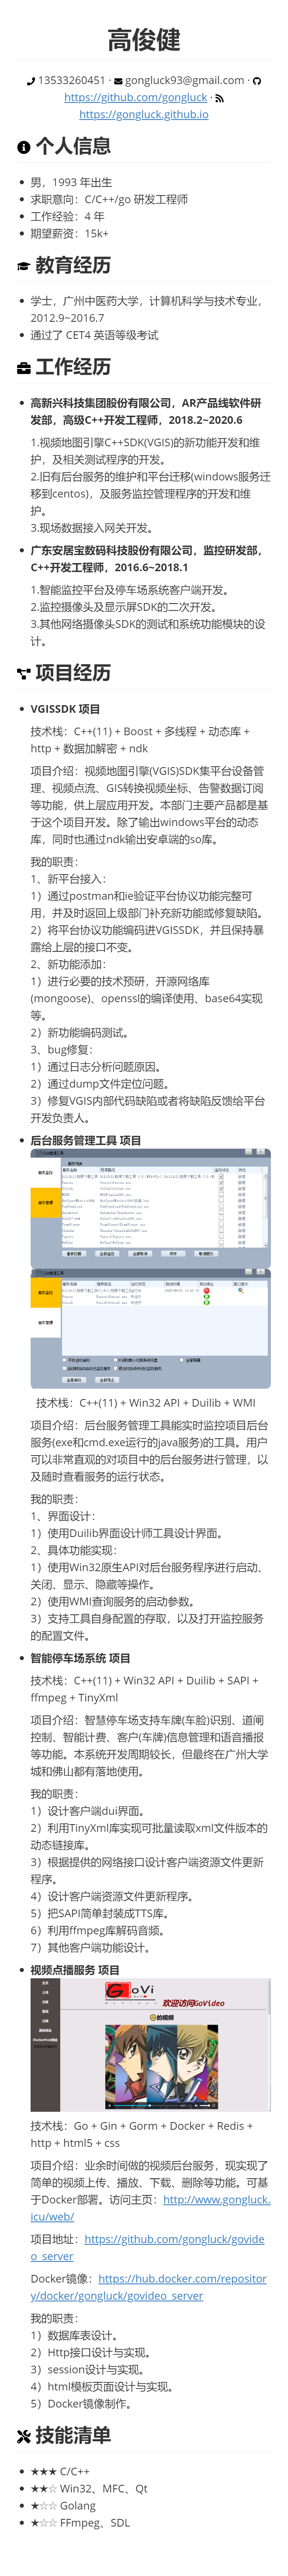 高俊健
13533260451 · gongluck93@gmail.com ·
https://github.com/gongluck ·
https://gongluck.github.io
个人信息
男，1993 年出生
求职意向：C/C++/go 研发工程师
工作经验：4 年
期望薪资：15k+
教育经历
学士，广州中医药大学，计算机科学与技术专业，
2012.9~2016.7
通过了 CET4 英语等级考试
工作经历
高新兴科技集团股份有限公司，AR产品线软件研
发部，高级C++开发工程师，2018.2~2020.6
1.视频地图引擎C++SDK(VGIS)的新功能开发和维
护，及相关测试程序的开发。
2.旧有后台服务的维护和平台迁移(windows服务迁
移到centos)，及服务监控管理程序的开发和维
护。
3.现场数据接入网关开发。
广东安居宝数码科技股份有限公司，监控研发部，
C++开发工程师，2016.6~2018.1
1.智能监控平台及停车场系统客户端开发。
2.监控摄像头及显示屏SDK的二次开发。
3.其他网络摄像头SDK的测试和系统功能模块的设
计。
项目经历
VGISSDK 项目
技术栈：C++(11) + Boost + 多线程 + 动态库 +
http + 数据加解密 + ndk
项目介绍：视频地图引擎(VGIS)SDK集平台设备管
理、视频点流、GIS转换视频坐标、告警数据订阅
等功能，供上层应用开发。本部门主要产品都是基
于这个项目开发。除了输出windows平台的动态
库，同时也通过ndk输出安卓端的so库。
我的职责：
1、新平台接入：
1）通过postman和ie验证平台协议功能完整可
用，并及时返回上级部门补充新功能或修复缺陷。
2）将平台协议功能编码进VGISSDK，并且保持暴
露给上层的接口不变。
2、新功能添加：
1）进行必要的技术预研，开源网络库
(mongoose)、openssl的编译使用、base64实现
等。
2）新功能编码测试。
3、bug修复：
1）通过日志分析问题原因。
2）通过dump文件定位问题。
3）修复VGIS内部代码缺陷或者将缺陷反馈给平台
开发负责人。
后台服务管理工具 项目
技术栈：C++(11) + Win32 API + Duilib + WMI
项目介绍：后台服务管理工具能实时监控项目后台
服务(exe和cmd.exe运行的java服务)的工具。用户
可以非常直观的对项目中的后台服务进行管理，以
及随时查看服务的运行状态。
我的职责：
1、界面设计：
1）使用Duilib界面设计师工具设计界面。
2、具体功能实现：
1）使用Win32原生API对后台服务程序进行启动、
关闭、显示、隐藏等操作。
2）使用WMI查询服务的启动参数。
3）支持工具自身配置的存取，以及打开监控服务
的配置文件。
智能停车场系统 项目
技术栈：C++(11) + Win32 API + Duilib + SAPI +
ffmpeg + TinyXml
项目介绍：智慧停车场支持车牌(车脸)识别、道闸
控制、智能计费、客户(车牌)信息管理和语音播报
等功能。本系统开发周期较长，但最终在广州大学
城和佛山都有落地使用。
我的职责：
1）设计客户端dui界面。
2）利用TinyXml库实现可批量读取xml文件版本的
动态链接库。
3）根据提供的网络接口设计客户端资源文件更新
程序。
4）设计客户端资源文件更新程序。
5）把SAPI简单封装成TTS库。
6）利用ffmpeg库解码音频。
7）其他客户端功能设计。
视频点播服务 项目
GoVi
欢迎访问GoVideo
的视频
技术栈：Go + Gin + Gorm + Docker + Redis +
http + html5 + css
项目介绍：业余时间做的视频后台服务，现实现了
简单的视频上传、播放、下载、删除等功能。可基
于Docker部署。访问主页：http://www.gongluck.
icu/web/
项目地址：https://github.com/gongluck/govide
o_server
Docker镜像：https://hub.docker.com/repositor
y/docker/gongluck/govideo_server
我的职责：
1）数据库表设计。
2）Http接口设计与实现。
3）session设计与实现。
4）html模板页面设计与实现。
5）Docker镜像制作。
技能清单
★★★ C/C++
★★☆ Win32、MFC、Qt
★☆☆ Golang
★☆☆ FFmpeg、SDL